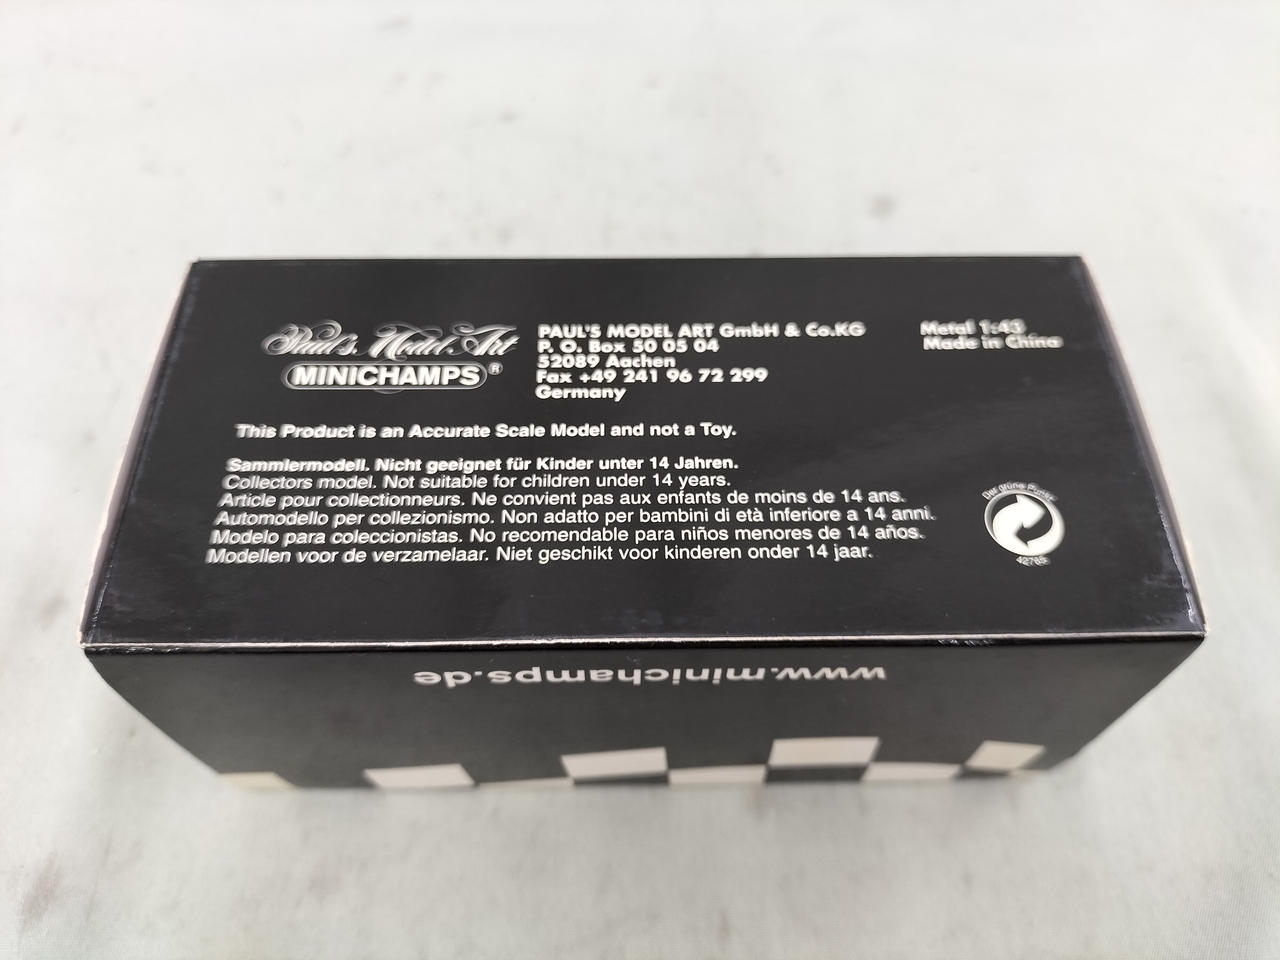 Paul's Model Art
MINICHAMPS®
PAUL'S MODEL ART GmbH & Co.KG
P. O. Box 50 05 04
52089 Aachen
Fax +49 241 96 72 299
Germany
Metal 1:43
Made in China
This Product is an Accurate Scale Model and not a Toy.
Sammlermodell. Nicht geeignet für Kinder unter 14 Jahren.
Collectors model. Not suitable for children under 14 years.
Article pour collectionneurs. Ne convient pas aux enfants de moins de 14 ans.
Automodello per collezionismo. Non adatto per bambini di età inferiore a 14 anni.
Modelo para coleccionistas. No recomendable para niños menores de 14 años.
Modellen voor de verzamelaar. Niet geschikt voor kinderen onder 14 jaar.
Der grüne Punkt
42765
www.minichamps.de